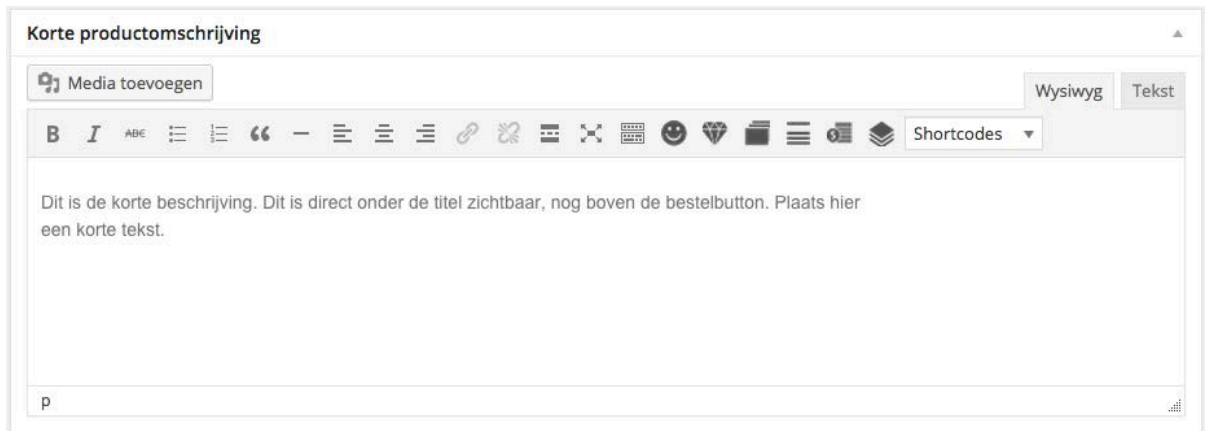 Korte productomschrijving
Media toevoegen
Wysiwyg Tekst
B I ABE Shortcodes
Dit is de korte beschrijving. Dit is direct onder de titel zichtbaar, nog boven de bestelbutton. Plaats hier
een korte tekst.
p